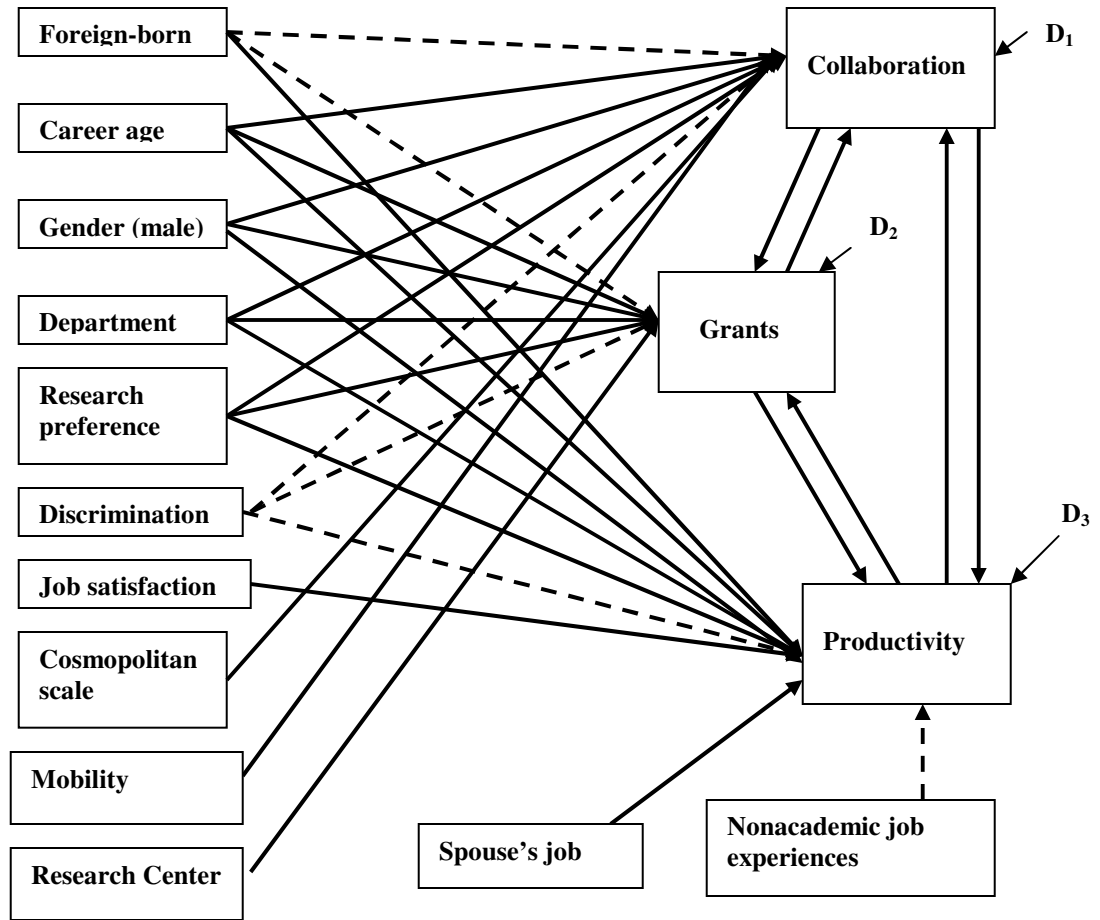 Foreign-born
Career age
Gender (male)
Department
Research
preference
Discrimination
Job satisfaction
Cosmopolitan
scale
Mobility
Research Center
Spouse’s job
Nonacademic job
experiences
Collaboration
D1
Grants
D2
Productivity
D3